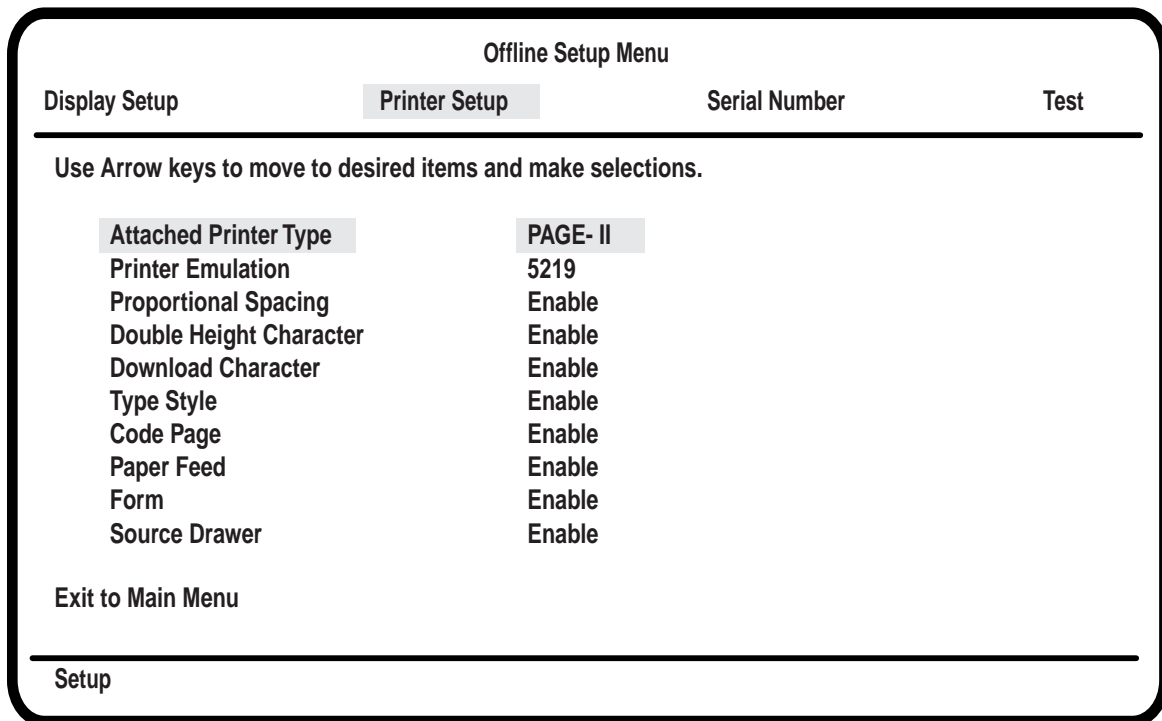 Offline Setup Menu
Display Setup Printer Setup Serial Number Test
Use Arrow keys to move to desired items and make selections.
Attached Printer Type PAGE- II
Printer Emulation 5219
Proportional Spacing Enable
Double Height Character Enable
Download Character Enable
Type Style Enable
Code Page Enable
Paper Feed Enable
Form Enable
Source Drawer Enable
Exit to Main Menu
Setup